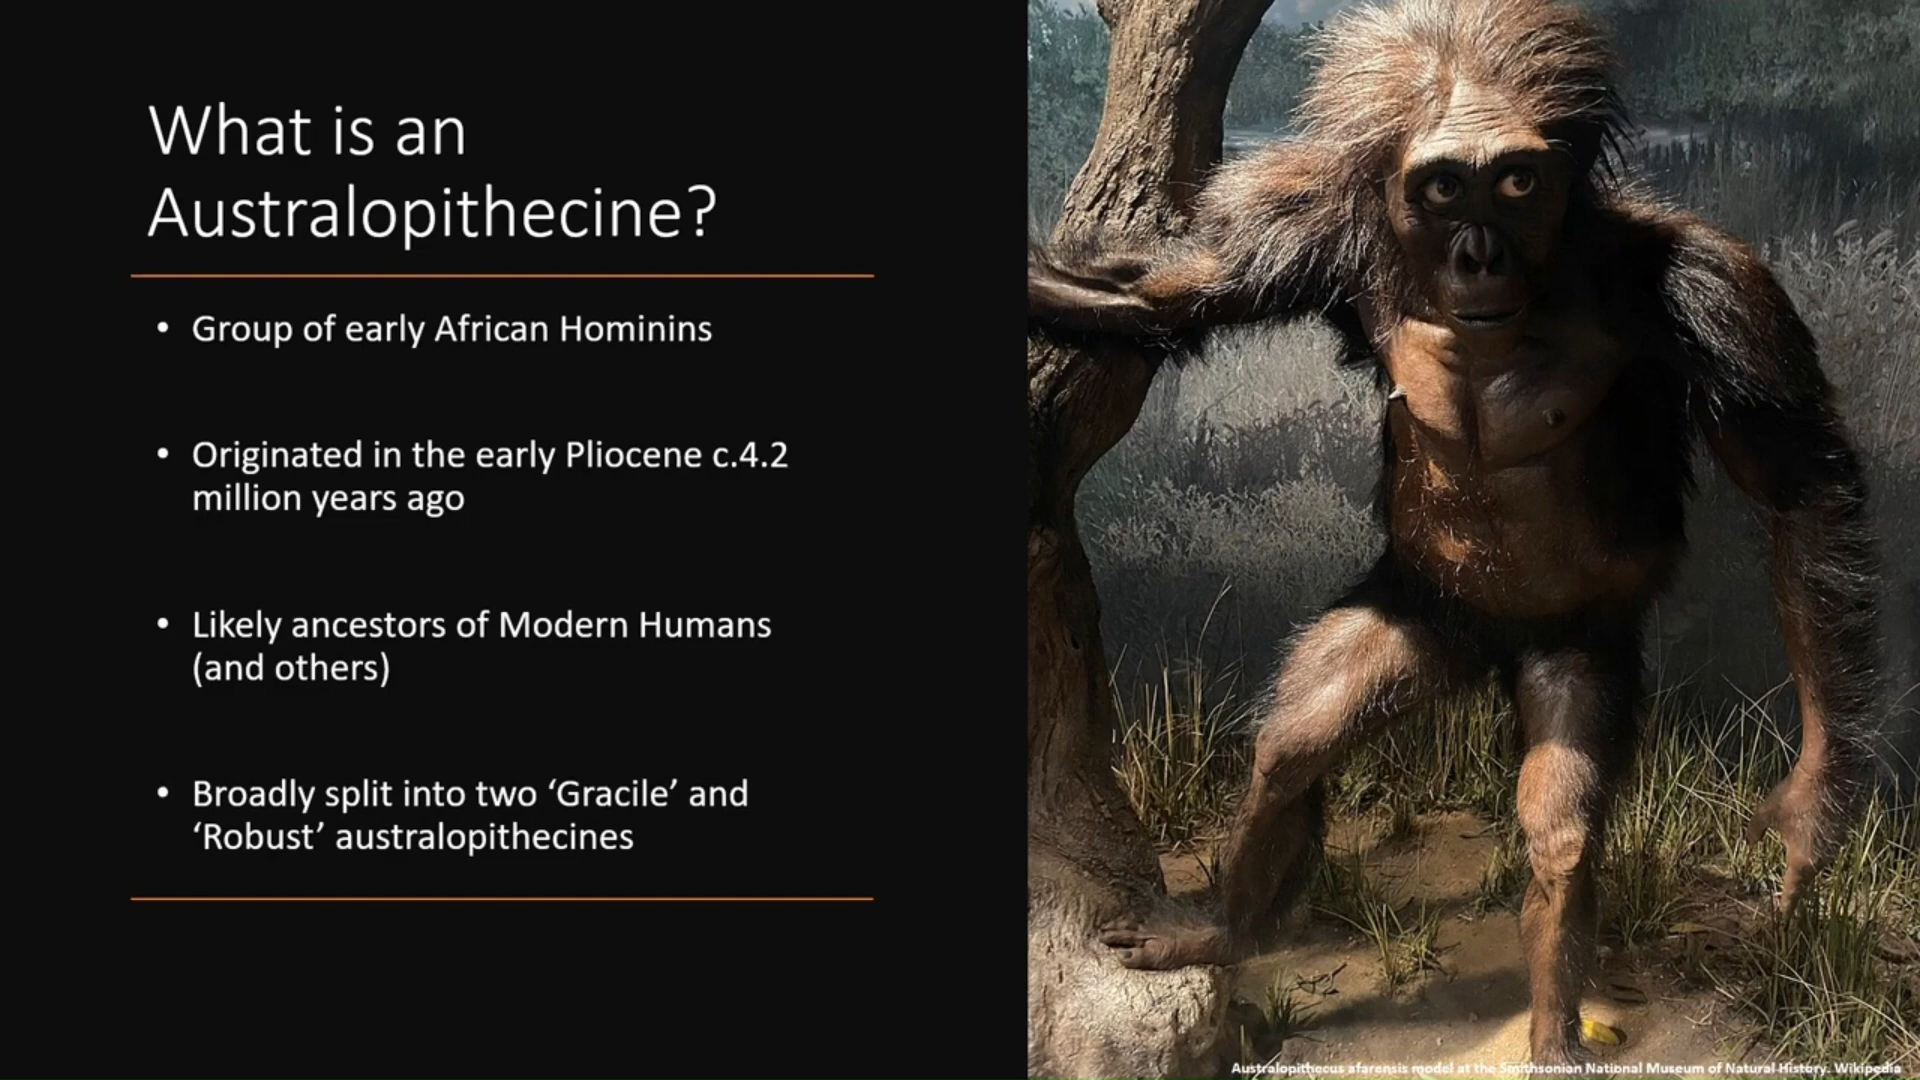 What is an
Australopithecine?
• Group of early African Hominins
• Originated in the early Pliocene c.4.2
million years ago
• Likely ancestors of Modern Humans
(and others)
• Broadly split into two ‘Gracile’ and
‘Robust’ australopithecines
Australopithecus afarensis model at the Smithsonian National Museum of Natural History. Wikipedia